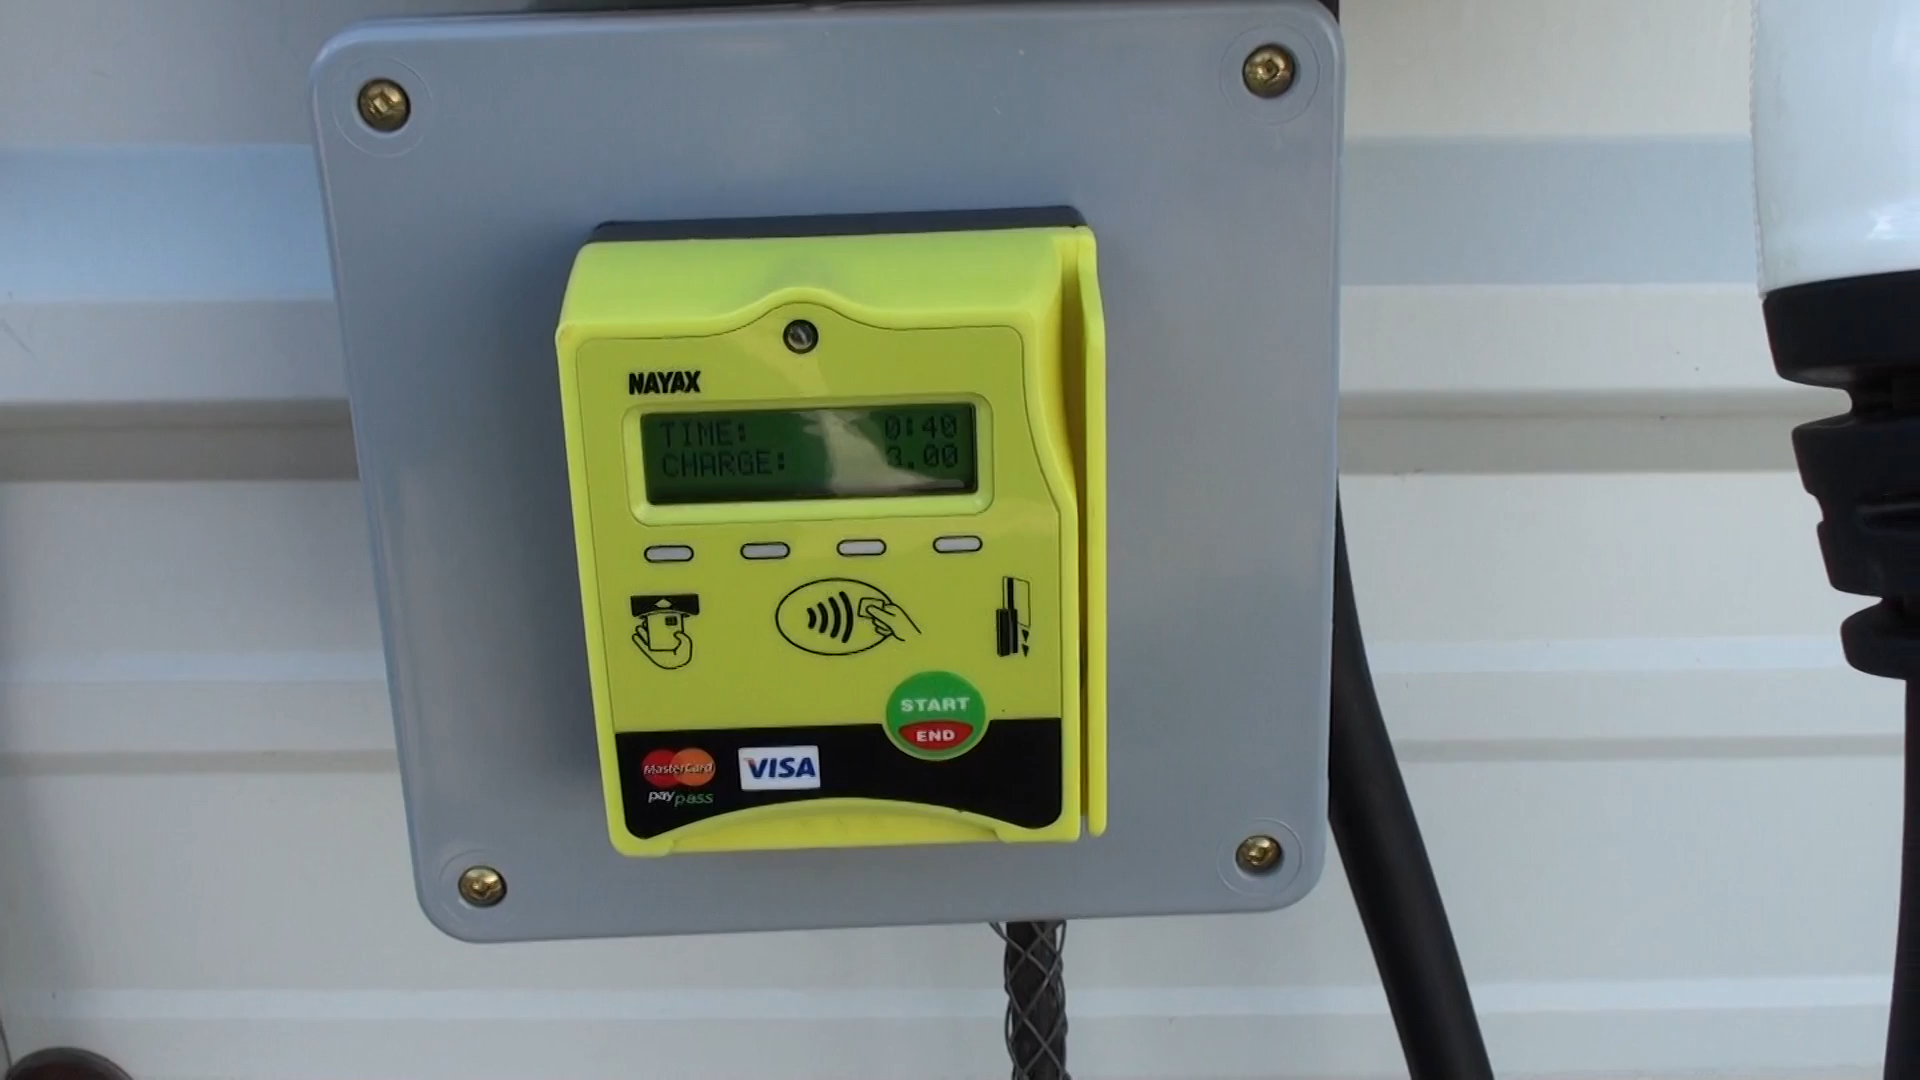 NAYAX
TIME: 0:40
CHARGE: 3.00
START
END
MasterCard
paypass
VISA